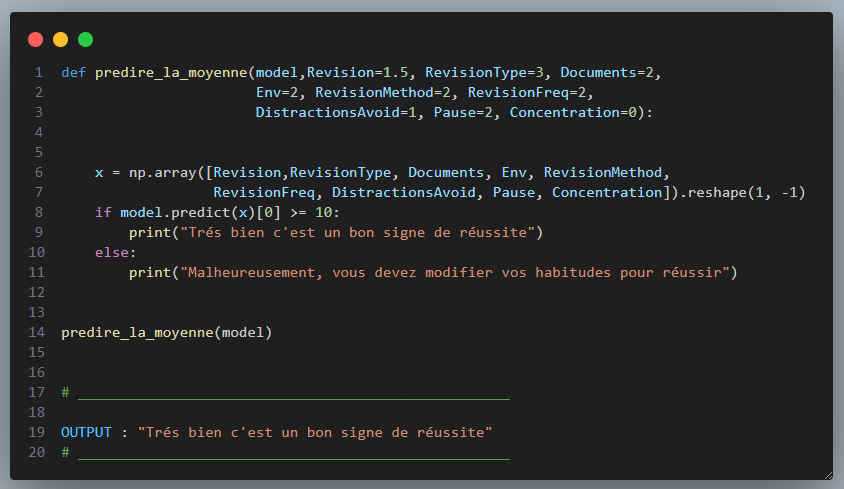 1 def predire_la_moyenne(model,Revision=1.5, RevisionType=3, Documents=2,
2 Env=2, RevisionMethod=2, RevisionFreq=2,
3 DistractionsAvoid=1, Pause=2, Concentration=0):
4
5
6 x = np.array([Revision,RevisionType, Documents, Env, RevisionMethod,
7 RevisionFreq, DistractionsAvoid, Pause, Concentration]).reshape(1, -1)
8 if model.predict(x)[0] >= 10:
9 print("Trés bien c'est un bon signe de réussite")
10 else:
11 print("Malheureusement, vous devez modifier vos habitudes pour réussir")
12
13
14 predire_la_moyenne(model)
15
16
17 # ___________________________________________________
18
19 OUTPUT : "Trés bien c'est un bon signe de réussite"
20 # ___________________________________________________